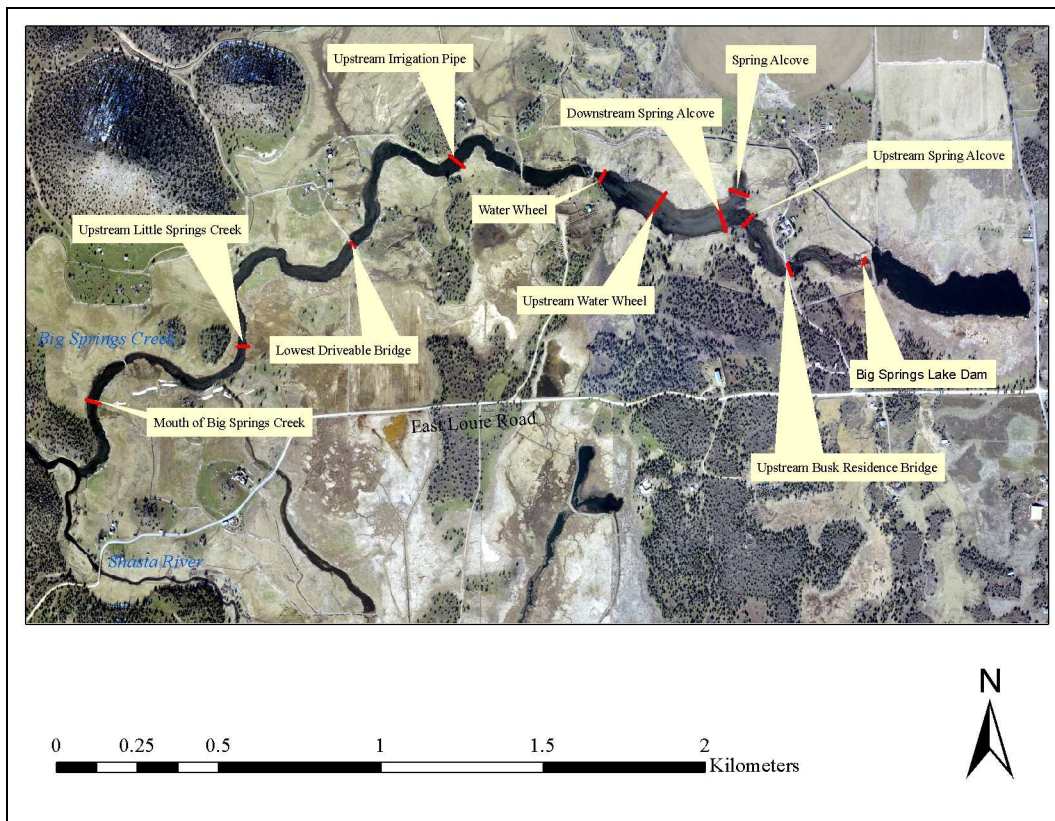 Upstream Irrigation Pipe
Spring Alcove
Downstream Spring Alcove
Upstream Spring Alcove
Water Wheel
Upstream Little Springs Creek
Upstream Water Wheel
Big Springs Creek
Lowest Driveable Bridge
Big Springs Lake Dam
Mouth of Big Springs Creek
East Louie Road
Upstream Busk Residence Bridge
Shasta River
N
0 0.25 0.5 1 1.5 2
Kilometers